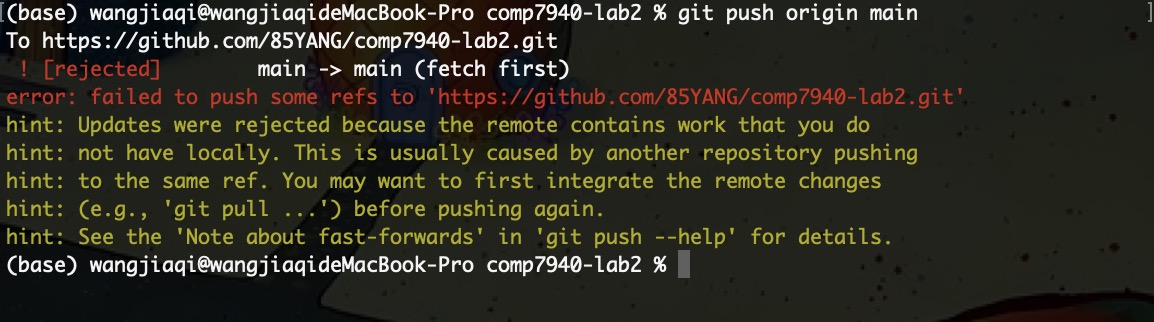 (base) wangjiaqi@wangjiaqideMacBook-Pro comp7940-lab2 % git push origin main
To https://github.com/85YANG/comp7940-lab2.git
 ! [rejected]        main -> main (fetch first)
error: failed to push some refs to 'https://github.com/85YANG/comp7940-lab2.git'
hint: Updates were rejected because the remote contains work that you do
hint: not have locally. This is usually caused by another repository pushing
hint: to the same ref. You may want to first integrate the remote changes
hint: (e.g., 'git pull ...') before pushing again.
hint: See the 'Note about fast-forwards' in 'git push --help' for details.
(base) wangjiaqi@wangjiaqideMacBook-Pro comp7940-lab2 %